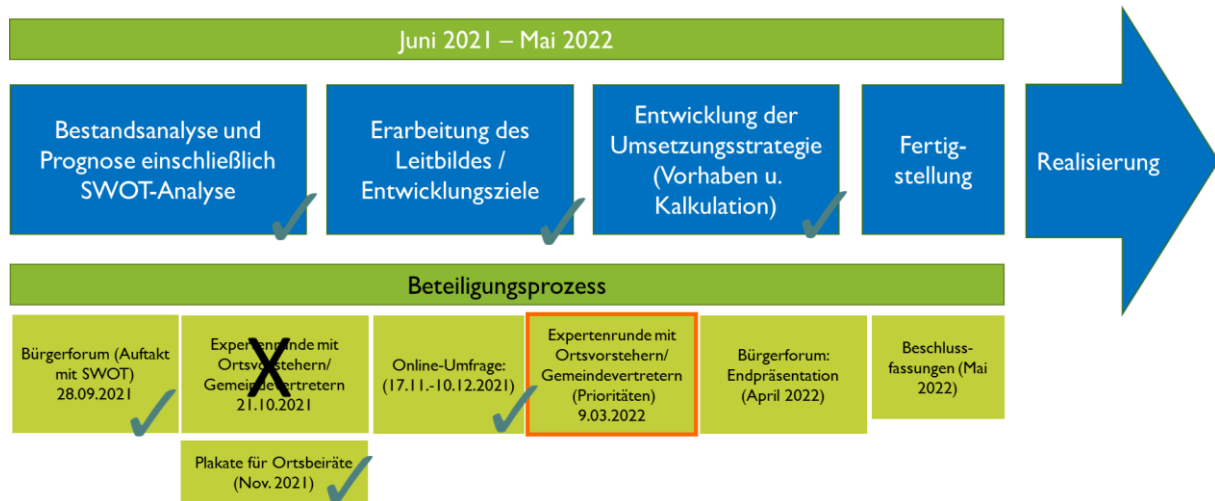 Juni 2021 – Mai 2022
Bestandsanalyse und
Prognose einschließlich
SWOT-Analyse
Erarbeitung des
Leitbildes /
Entwicklungsziele
Entwicklung der
Umsetzungsstrategie
(Vorhaben u.
Kalkulation)
Fertig-
stellung
Realisierung
Beteiligungsprozess
Bürgerforum (Auftakt
mit SWOT)
28.09.2021
Expertenrunde mit
Ortsvorstehern/
Gemeindevertretern
21.10.2021
X
Plakate für Ortsbeiräte
(Nov. 2021)
Online-Umfrage:
(17.11.-10.12.2021)
Expertenrunde mit
Ortsvorstehern/
Gemeindevertretern
(Prioritäten)
9.03.2022
Bürgerforum:
Endpräsentation
(April 2022)
Beschluss-
fassungen (Mai
2022)